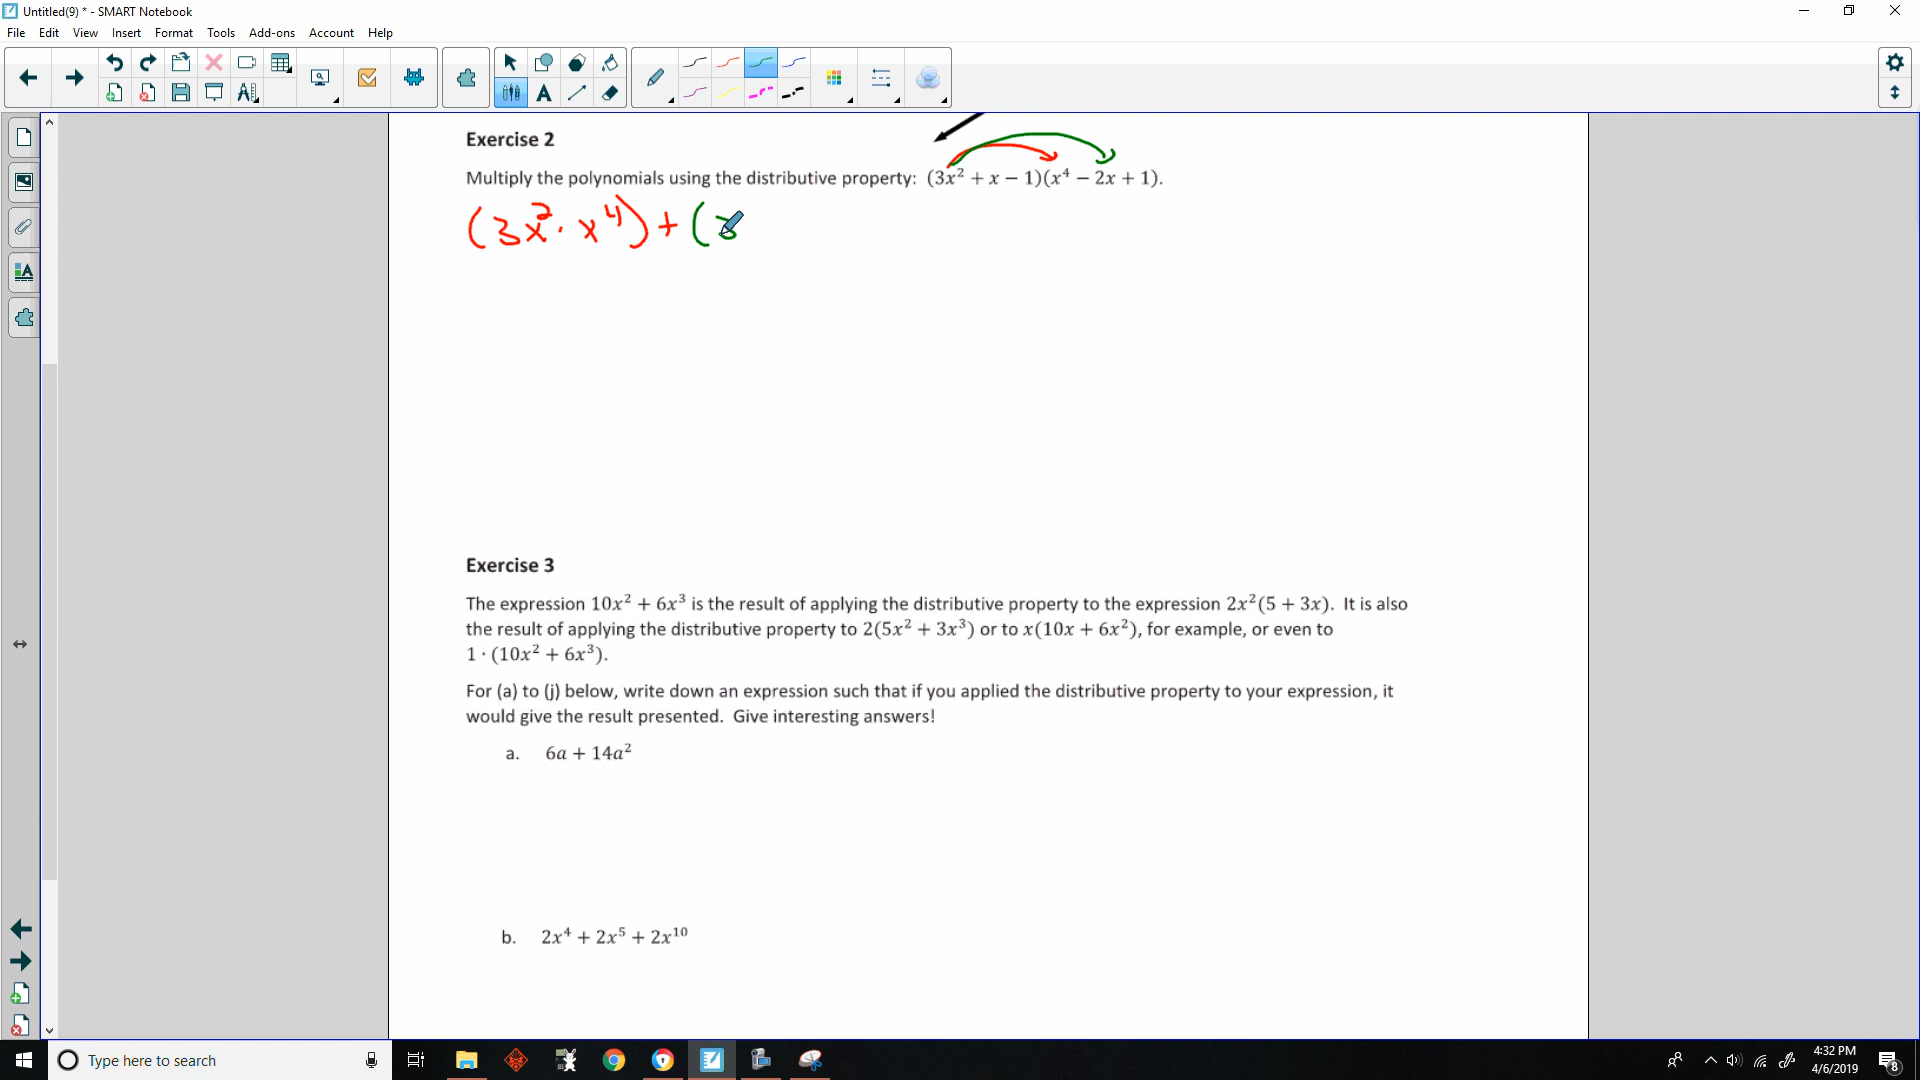 Untitled(9) * - SMART Notebook
File Edit View Insert Format Tools Add-ons Account Help
Exercise 2
Multiply the polynomials using the distributive property: (3x² + x − 1)(x⁴ − 2x + 1).
(3x² · x⁴) + (3
Exercise 3
The expression 10x² + 6x³ is the result of applying the distributive property to the expression 2x²(5 + 3x). It is also
the result of applying the distributive property to 2(5x² + 3x³) or to x(10x + 6x²), for example, or even to
1 · (10x² + 6x³).
For (a) to (j) below, write down an expression such that if you applied the distributive property to your expression, it
would give the result presented. Give interesting answers!
a. 6a + 14a²
b. 2x⁴ + 2x⁵ + 2x¹⁰
Type here to search
4:32 PM
4/6/2019
8